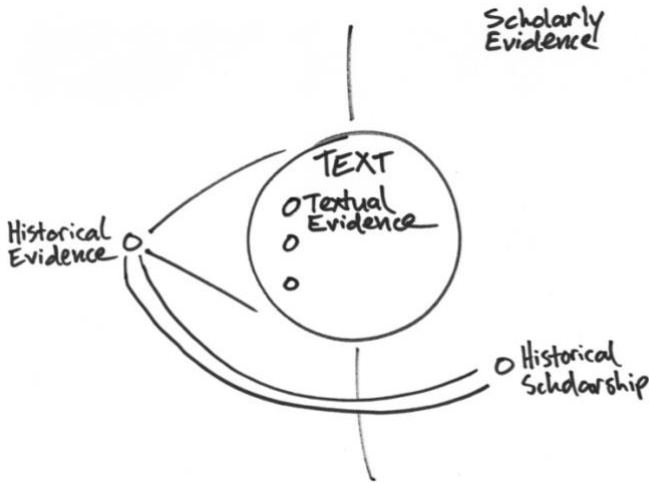 Scholarly
Evidence
TEXT
Textual
Evidence
Historical
Evidence
Historical
Scholarship